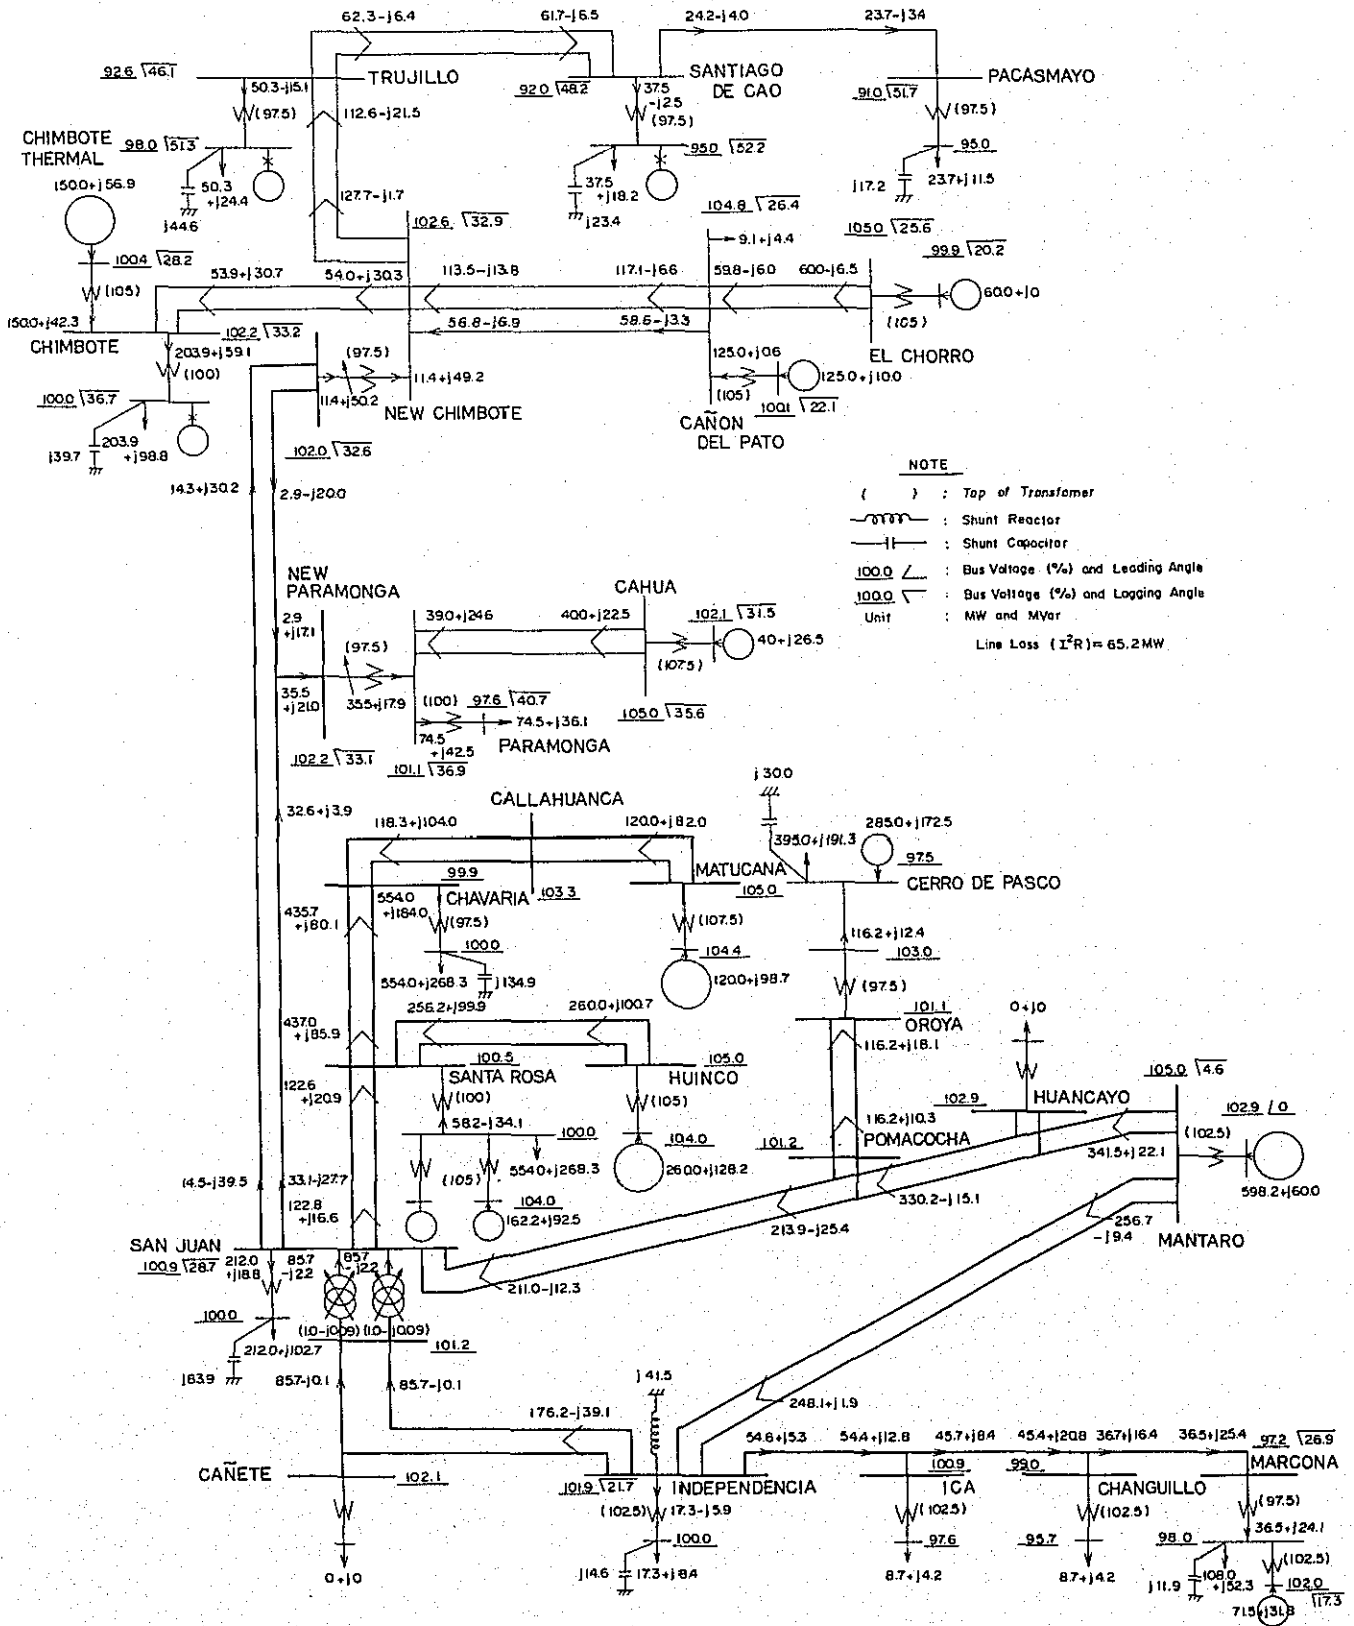 62.3-j6.4
61.7-j6.5
24.2-j4.0
23.7-j3.4
92.6 46.1
TRUJILLO
SANTIAGO
DE CAO
PACASMAYO
50.3-j15.1
92.0 48.2
37.5
-j2.5
91.0 51.7
(97.5)
112.6-j21.5
(97.5)
(97.5)
CHIMBOTE
THERMAL
98.0 51.3
95.0 52.2
95.0
150.0+j56.9
50.3
+j24.4
j44.6
127.7-j1.7
37.5
+j18.2
j23.4
j17.2
23.7+j11.5
102.6 32.9
104.8 26.4
105.0 25.6
9.1+j4.4
99.9 20.2
100.4 28.2
53.9+j30.7
54.0+j30.3
113.5-j13.8
117.1-j6.6
59.8-j6.0
60.0-j6.5
(105)
60.0+j0
(105)
150.0+j42.3
102.2 33.2
56.8-j6.9
58.6-j3.3
CHIMBOTE
203.9+j59.1
(97.5)
EL CHORRO
(100)
11.4+j50.2
11.4+j49.2
125.0+j0.6
125.0+j10.0
(105)
100.0 36.7
NEW CHIMBOTE
100.1 22.1
CAÑON
DEL PATO
j39.7
203.9
+j98.8
102.0 32.6
14.3+j30.2
2.9-j20.0
NOTE
( ) : Tap of Transfomer
: Shunt Reactor
: Shunt Capacitor
100.0 : Bus Voltage (%) and Leading Angle
100.0 : Bus Voltage (%) and Lagging Angle
Unit : MW and MVar
Line Loss (I²R)= 65.2 MW
NEW
PARAMONGA
CAHUA
2.9
+j17.1
39.0+j24.6
40.0+j22.5
102.1 31.5
(97.5)
40+j26.5
(107.5)
35.5
+j21.0
35.5+j17.9
(100)
97.6 40.7
105.0 35.6
74.5+j36.1
74.5
+j42.5
PARAMONGA
102.2 33.1
101.1 36.9
j30.0
CALLAHUANCA
32.6+j3.9
118.3+j104.0
120.0+j82.0
395.0+j191.3
285.0+j172.5
MATUCANA
97.5
99.9
CHAVARIA
103.3
105.0
CERRO DE PASCO
435.7
+j80.1
554.0
+j184.0
(97.5)
(107.5)
116.2+j12.4
100.0
104.4
103.0
554.0+j268.3
j134.9
120.0+j98.7
(97.5)
256.2+j99.9
260.0+j100.7
101.1
OROYA
0+j0
437.0
+j85.9
116.2+j18.1
100.5
105.0
105.0 4.6
SANTA ROSA
HUINCO
HUANCAYO
122.6
+j20.9
(100)
(105)
102.9
102.9 0
58.2-j34.1
116.2+j10.3
101.2
POMACOCHA
100.0
104.0
(102.5)
341.5+j22.1
554.0+j268.3
260.0+j128.2
(105)
330.2-j15.1
598.2+j60.0
14.5-j39.5
33.1-j27.7
104.0
162.2+j92.5
122.8
+j16.6
213.9-j25.4
256.7
-j9.4
MANTARO
SAN JUAN
100.9 28.7
212.0
+j18.8
85.7
-j2.2
85.7
-j2.2
211.0-j12.3
100.0
(1.0-j0.09)
(1.0-j0.09)
101.2
212.0+j102.7
j83.9
85.7-j0.1
85.7-j0.1
j41.5
176.2-j39.1
248.1+j1.9
54.6+j5.3
54.4+j12.8
45.7+j8.4
45.4+j20.8
36.7+j16.4
36.5+j25.4
97.2 26.9
CAÑETE
102.1
101.9 21.7
INDEPENDENCIA
100.9
ICA
99.0
CHANGUILLO
MARCONA
(102.5)
17.3-j5.9
(102.5)
(102.5)
(97.5)
36.5+j24.1
100.0
97.6
95.7
98.0
j14.6
17.3+j8.4
8.7+j4.2
8.7+j4.2
(102.5)
0+j0
j11.9
108.0
+j52.3
102.0
17.3
71.5+j31.8